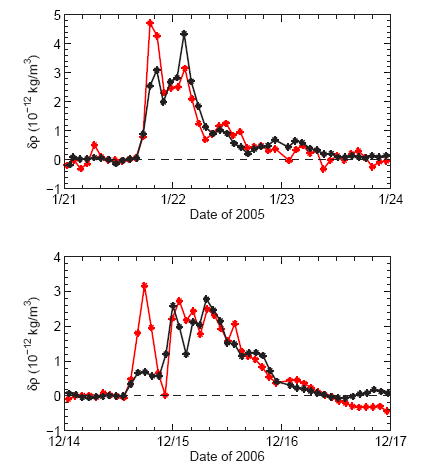 5
4
3
2
1
0
−1
δρ (10⁻¹² kg/m³)
1/21 1/22 1/23 1/24
Date of 2005
4
3
2
1
0
−1
δρ (10⁻¹² kg/m³)
12/14 12/15 12/16 12/17
Date of 2006